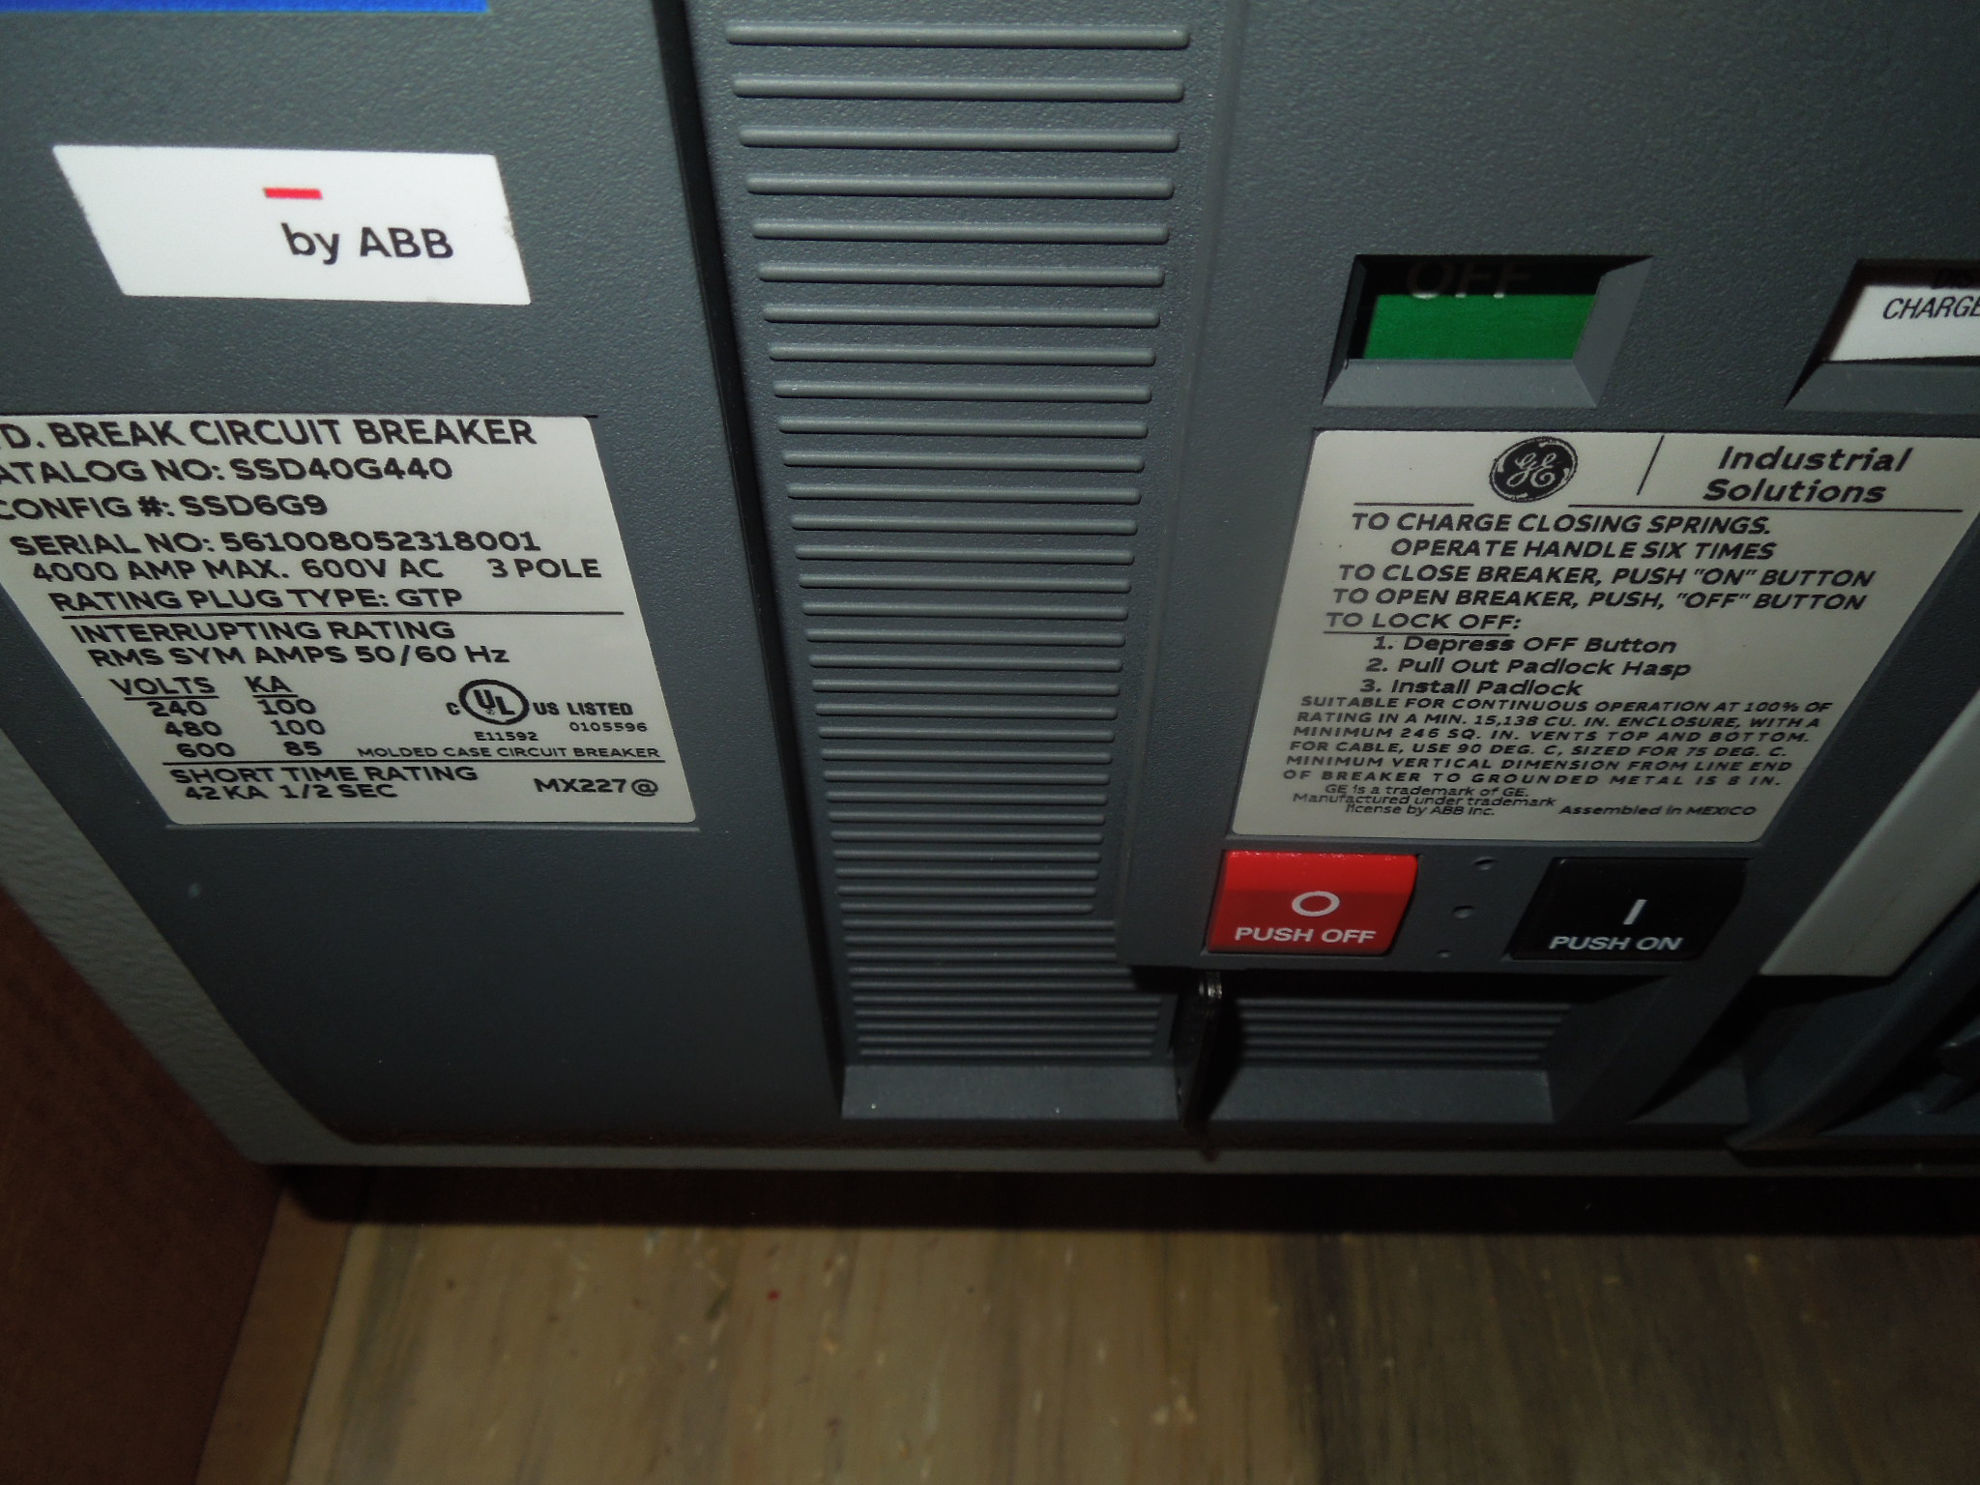 by ABB
D. BREAK CIRCUIT BREAKER
ATALOG NO: SSD40G440
CONFIG #: SSD6G9
SERIAL NO: 561008052318001
4000 AMP MAX. 600V AC 3 POLE
RATING PLUG TYPE: GTP
INTERRUPTING RATING
RMS SYM AMPS 50/60 Hz
VOLTS KA
240 100
480 100
600 85
C UL US LISTED
E11592 0105596
MOLDED CASE CIRCUIT BREAKER
SHORT TIME RATING
42KA 1/2 SEC
MX227@
OFF
CHARGE
GE Industrial
Solutions
TO CHARGE CLOSING SPRINGS.
OPERATE HANDLE SIX TIMES
TO CLOSE BREAKER, PUSH "ON" BUTTON
TO OPEN BREAKER, PUSH, "OFF" BUTTON
TO LOCK OFF:
1. Depress OFF Button
2. Pull Out Padlock Hasp
3. Install Padlock
SUITABLE FOR CONTINUOUS OPERATION AT 100% OF
RATING IN A MIN. 15,138 CU. IN. ENCLOSURE, WITH A
MINIMUM 246 SQ. IN. VENTS TOP AND BOTTOM.
FOR CABLE, USE 90 DEG. C, SIZED FOR 75 DEG. C.
MINIMUM VERTICAL DIMENSION FROM LINE END
OF BREAKER TO GROUNDED METAL IS 8 IN.
GE is a trademark of GE.
Manufactured under trademark
license by ABB Inc.
Assembled in MEXICO
O
PUSH OFF
I
PUSH ON